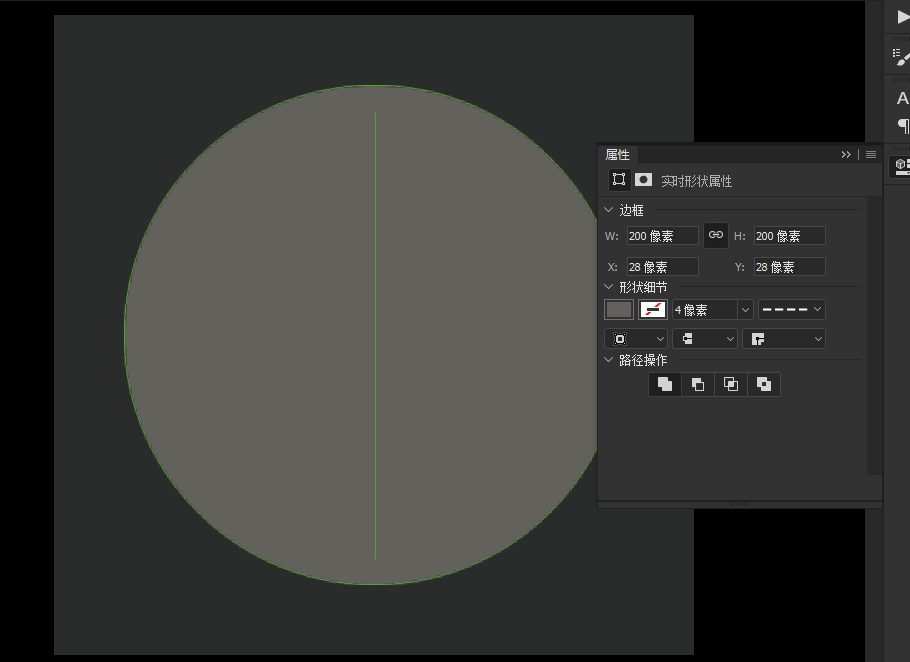 属性
实时形状属性
边框
W: 200 像素 H: 200 像素
X: 28 像素 Y: 28 像素
形状细节
4 像素
路径操作
A